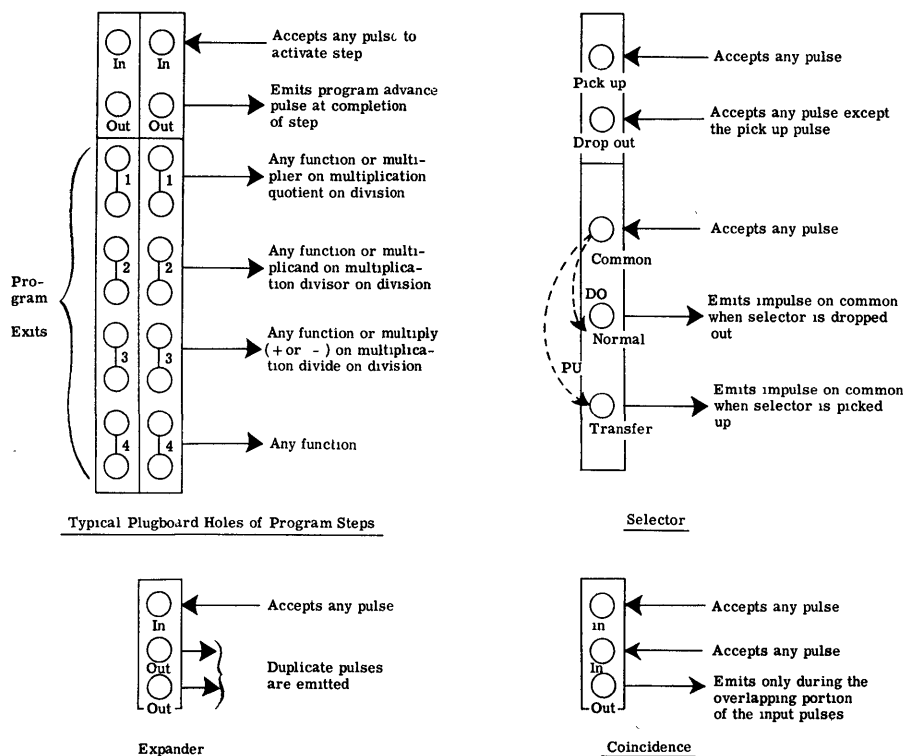 In In
Accepts any pulse to
activate step
Out Out
Emits program advance
pulse at completion
of step
Pro-
gram
Exits
1 1
Any function or multi-
plier on multiplication
quotient on division
2 2
Any function or multi-
plicand on multiplica-
tion divisor on division
3 3
Any function or multiply
(+ or -) on multiplica-
tion divide on division
4 4
Any function
Typical Plugboard Holes of Program Steps
Pick up
Accepts any pulse
Drop out
Accepts any pulse except
the pick up pulse
Common
Accepts any pulse
DO
Normal
Emits impulse on common
when selector is dropped
out
PU
Transfer
Emits impulse on common
when selector is picked
up
Selector
In
Accepts any pulse
Out
Out
Duplicate pulses
are emitted
Expander
in
Accepts any pulse
In
Accepts any pulse
Out
Emits only during the
overlapping portion
of the input pulses
Coincidence